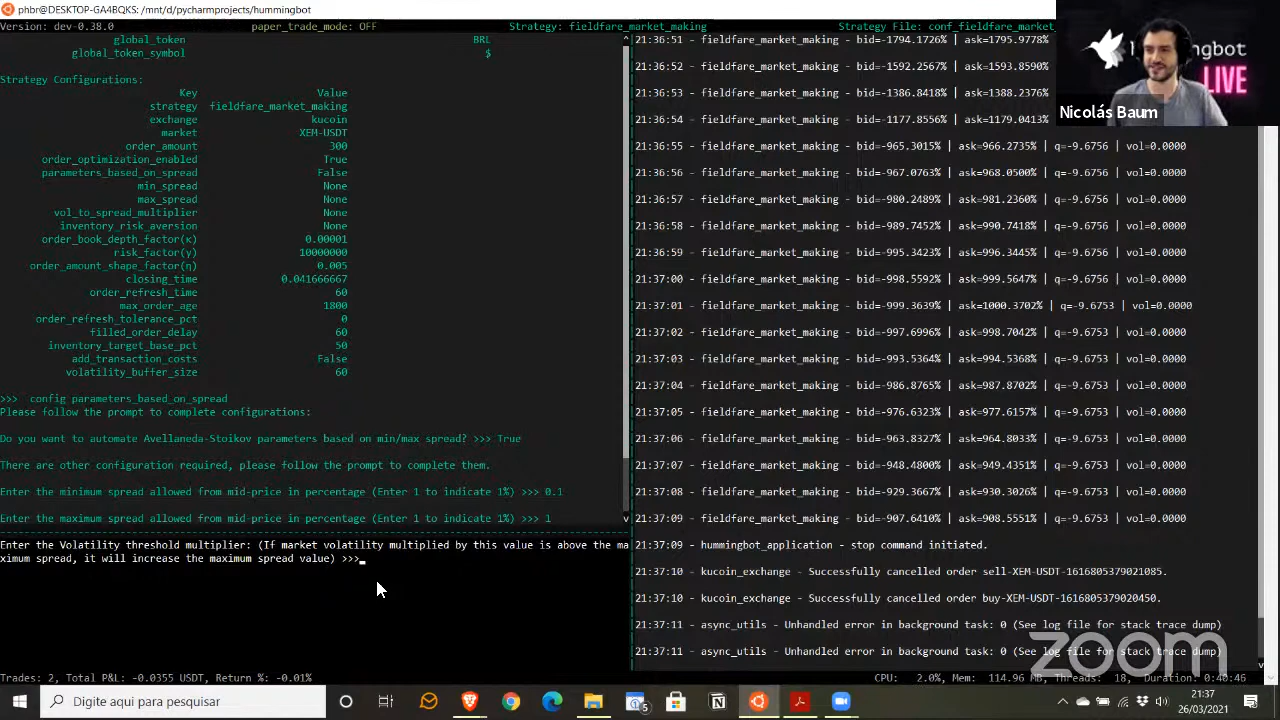 phbr@DESKTOP-GA4BQKS: /mnt/d/pycharmprojects/hummingbot
Version: dev-0.38.0 paper_trade_mode: OFF Strategy: fieldfare_market_making Strategy File: conf_fieldfare_market_making
global_token BRL
global_token_symbol $
Strategy Configurations:
Key Value
strategy fieldfare_market_making
exchange kucoin
market XEM-USDT
order_amount 300
order_optimization_enabled True
parameters_based_on_spread False
min_spread None
max_spread None
vol_to_spread_multiplier None
inventory_risk_aversion None
order_book_depth_factor(κ) 0.00001
risk_factor(γ) 10000000
order_amount_shape_factor(η) 0.005
closing_time 0.041666667
order_refresh_time 60
max_order_age 1800
order_refresh_tolerance_pct 0
filled_order_delay 60
inventory_target_base_pct 50
add_transaction_costs False
volatility_buffer_size 60
>>> config parameters_based_on_spread
Please follow the prompt to complete configurations:
Do you want to automate Avellaneda-Stoikov parameters based on min/max spread? >>> True
There are other configuration required, please follow the prompt to complete them.
Enter the minimum spread allowed from mid-price in percentage (Enter 1 to indicate 1%) >>> 0.1
Enter the maximum spread allowed from mid-price in percentage (Enter 1 to indicate 1%) >>> 1
Enter the Volatility threshold multiplier: (If market volatility multiplied by this value is above the ma
ximum spread, it will increase the maximum spread value) >>>
21:36:51 - fieldfare_market_making - bid=-1794.1726% | ask=1795.9778%
21:36:52 - fieldfare_market_making - bid=-1592.2567% | ask=1593.8590%
21:36:53 - fieldfare_market_making - bid=-1386.8418% | ask=1388.2376%
21:36:54 - fieldfare_market_making - bid=-1177.8556% | ask=1179.0413%
21:36:55 - fieldfare_market_making - bid=-965.3015% | ask=966.2735% | q=-9.6756 | vol=0.0000
21:36:56 - fieldfare_market_making - bid=-967.0763% | ask=968.0500% | q=-9.6756 | vol=0.0000
21:36:57 - fieldfare_market_making - bid=-980.2489% | ask=981.2360% | q=-9.6756 | vol=0.0000
21:36:58 - fieldfare_market_making - bid=-989.7452% | ask=990.7418% | q=-9.6756 | vol=0.0000
21:36:59 - fieldfare_market_making - bid=-995.3423% | ask=996.3445% | q=-9.6756 | vol=0.0000
21:37:00 - fieldfare_market_making - bid=-998.5592% | ask=999.5647% | q=-9.6753 | vol=0.0000
21:37:01 - fieldfare_market_making - bid=-999.3639% | ask=1000.3702% | q=-9.6753 | vol=0.0000
21:37:02 - fieldfare_market_making - bid=-997.6996% | ask=998.7042% | q=-9.6753 | vol=0.0000
21:37:03 - fieldfare_market_making - bid=-993.5364% | ask=994.5368% | q=-9.6753 | vol=0.0000
21:37:04 - fieldfare_market_making - bid=-986.8765% | ask=987.8702% | q=-9.6753 | vol=0.0000
21:37:05 - fieldfare_market_making - bid=-976.6323% | ask=977.6157% | q=-9.6753 | vol=0.0000
21:37:06 - fieldfare_market_making - bid=-963.8327% | ask=964.8033% | q=-9.6753 | vol=0.0000
21:37:07 - fieldfare_market_making - bid=-948.4800% | ask=949.4351% | q=-9.6753 | vol=0.0000
21:37:08 - fieldfare_market_making - bid=-929.3667% | ask=930.3026% | q=-9.6753 | vol=0.0000
21:37:09 - fieldfare_market_making - bid=-907.6410% | ask=908.5551% | q=-9.6753 | vol=0.0000
21:37:09 - hummingbot_application - stop command initiated.
21:37:10 - kucoin_exchange - Successfully cancelled order sell-XEM-USDT-1616805379021085.
21:37:10 - kucoin_exchange - Successfully cancelled order buy-XEM-USDT-1616805379020450.
21:37:11 - async_utils - Unhandled error in background task: 0 (See log file for stack trace dump)
21:37:11 - async_utils - Unhandled error in background task: 0 (See log file for stack trace dump)
ngbot
LIVE
Nicolás Baum
zoom
Trades: 2, Total P&L: -0.0355 USDT, Return %: -0.01% CPU: 2.0%, Mem: 114.96 MB, Threads: 18, Duration: 0:40:46
Digite aqui para pesquisar
21:37
26/03/2021